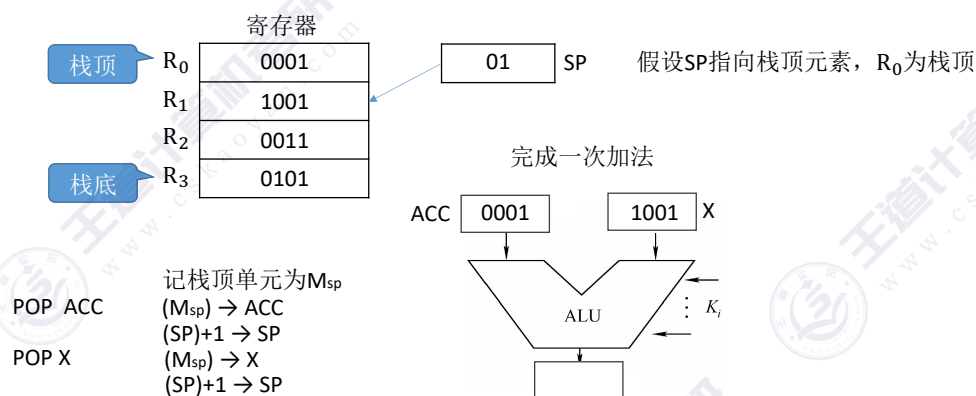 寄存器
栈顶 R₀ 0001
01 SP 假设SP指向栈顶元素，R₀为栈顶
R₁ 1001
R₂ 0011
栈底 R₃ 0101
完成一次加法
ACC 0001 1001 X
ALU ⋮ Kᵢ
记栈顶单元为Msp
POP ACC (Msp) → ACC
(SP)+1 → SP
POP X (Msp) → X
(SP)+1 → SP